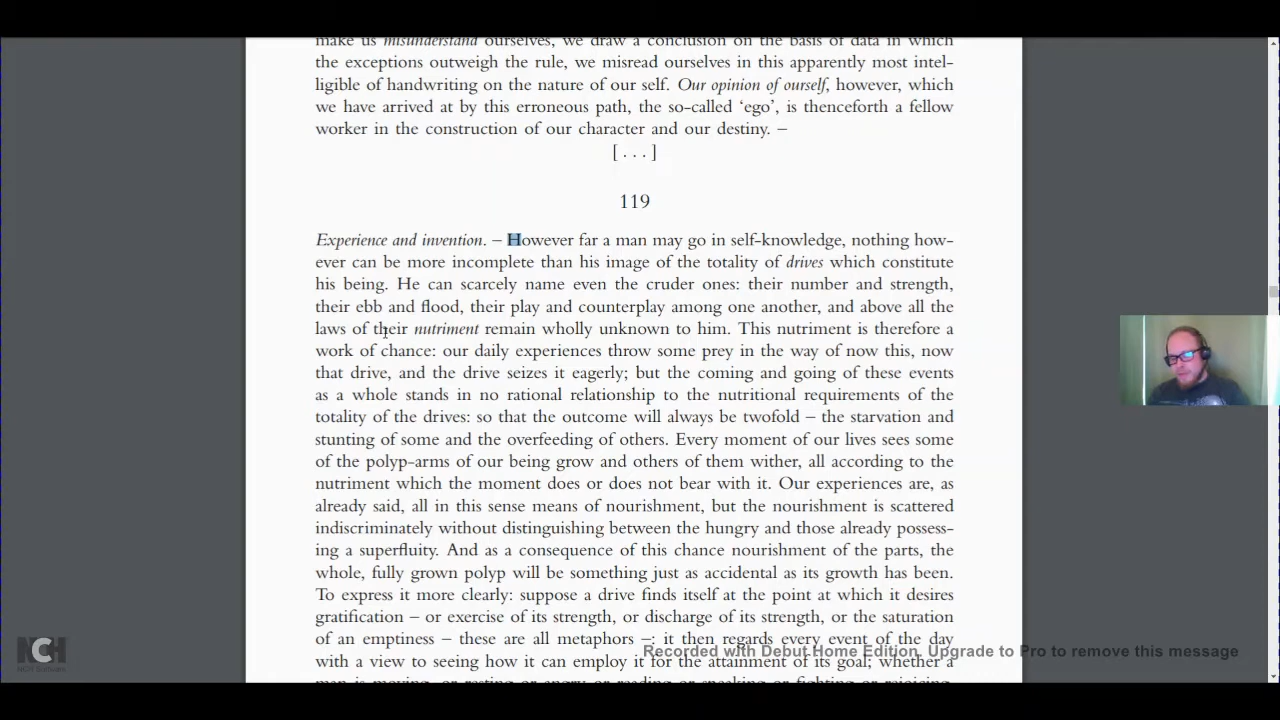 make us misunderstand ourselves, we draw a conclusion on the basis of data in which
the exceptions outweigh the rule, we misread ourselves in this apparently most intel-
ligible of handwriting on the nature of our self. Our opinion of ourself, however, which
we have arrived at by this erroneous path, the so-called ‘ego’, is thenceforth a fellow
worker in the construction of our character and our destiny. –
[ . . . ]
119
Experience and invention. – However far a man may go in self-knowledge, nothing how-
ever can be more incomplete than his image of the totality of drives which constitute
his being. He can scarcely name even the cruder ones: their number and strength,
their ebb and flood, their play and counterplay among one another, and above all the
laws of their nutriment remain wholly unknown to him. This nutriment is therefore a
work of chance: our daily experiences throw some prey in the way of now this, now
that drive, and the drive seizes it eagerly; but the coming and going of these events
as a whole stands in no rational relationship to the nutritional requirements of the
totality of the drives: so that the outcome will always be twofold – the starvation and
stunting of some and the overfeeding of others. Every moment of our lives sees some
of the polyp-arms of our being grow and others of them wither, all according to the
nutriment which the moment does or does not bear with it. Our experiences are, as
already said, all in this sense means of nourishment, but the nourishment is scattered
indiscriminately without distinguishing between the hungry and those already possess-
ing a superfluity. And as a consequence of this chance nourishment of the parts, the
whole, fully grown polyp will be something just as accidental as its growth has been.
To express it more clearly: suppose a drive finds itself at the point at which it desires
gratification – or exercise of its strength, or discharge of its strength, or the saturation
of an emptiness – these are all metaphors –: it then regards every event of the day
with a view to seeing how it can employ it for the attainment of its goal; whether a
man is moving, or resting or angry or reading or speaking or fighting or rejoicing,
NCH
Recorded with Debut Home Edition. Upgrade to Pro to remove this message